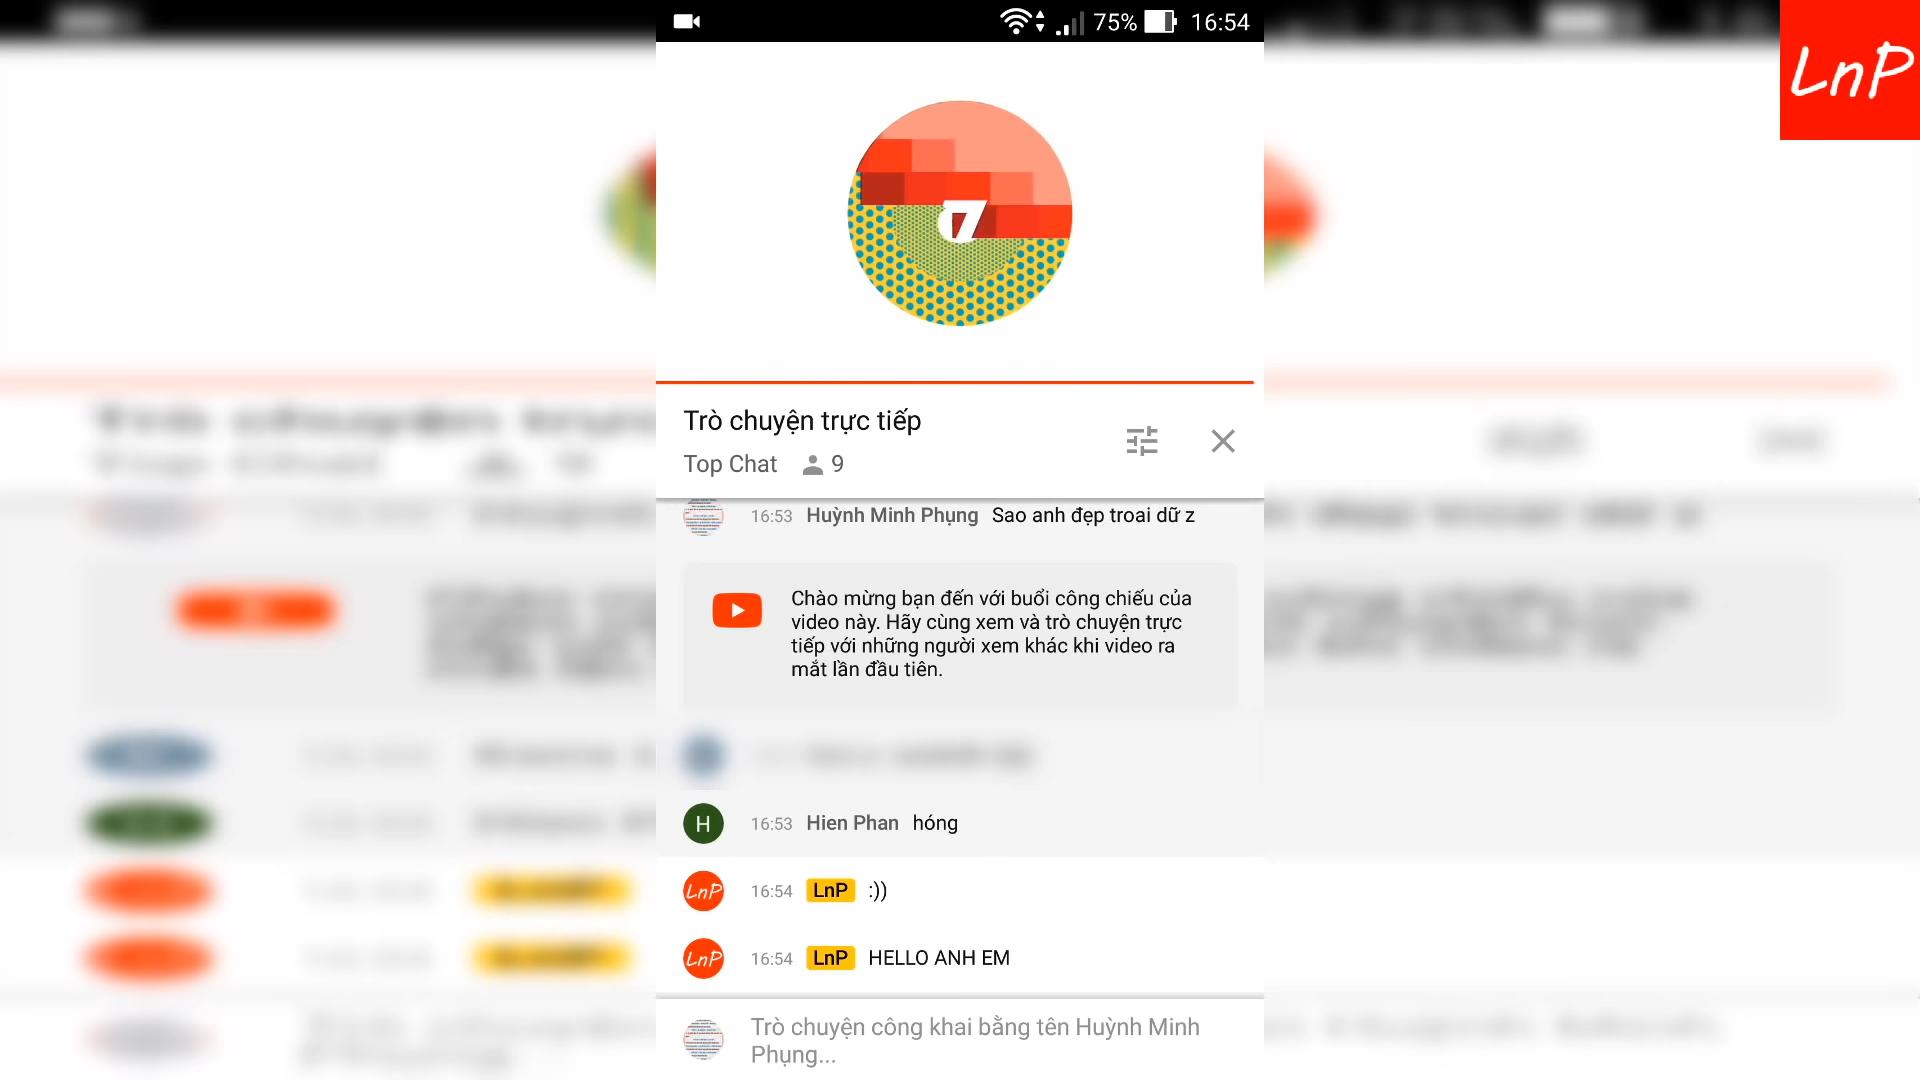 75% 16:54
LnP
7
Trò chuyện trực tiếp
Top Chat 9
16:53 Huỳnh Minh Phụng Sao anh đẹp troai dữ z
Chào mừng bạn đến với buổi công chiếu của
video này. Hãy cùng xem và trò chuyện trực
tiếp với những người xem khác khi video ra
mắt lần đầu tiên.
H 16:53 Hien Phan hóng
LnP 16:54 LnP :))
LnP 16:54 LnP HELLO ANH EM
Trò chuyện công khai bằng tên Huỳnh Minh
Phụng...